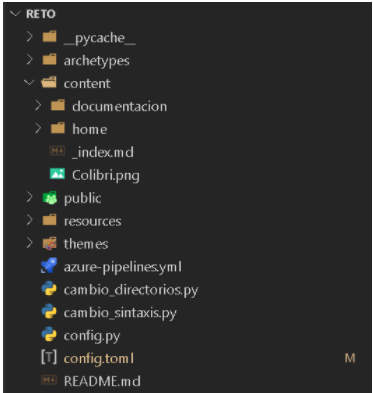 RETO
__pycache__
archetypes
content
documentacion
home
_index.md
Colibri.png
public
resources
themes
azure-pipelines.yml
cambio_directorios.py
cambio_sintaxis.py
config.py
[T] config.toml M
README.md